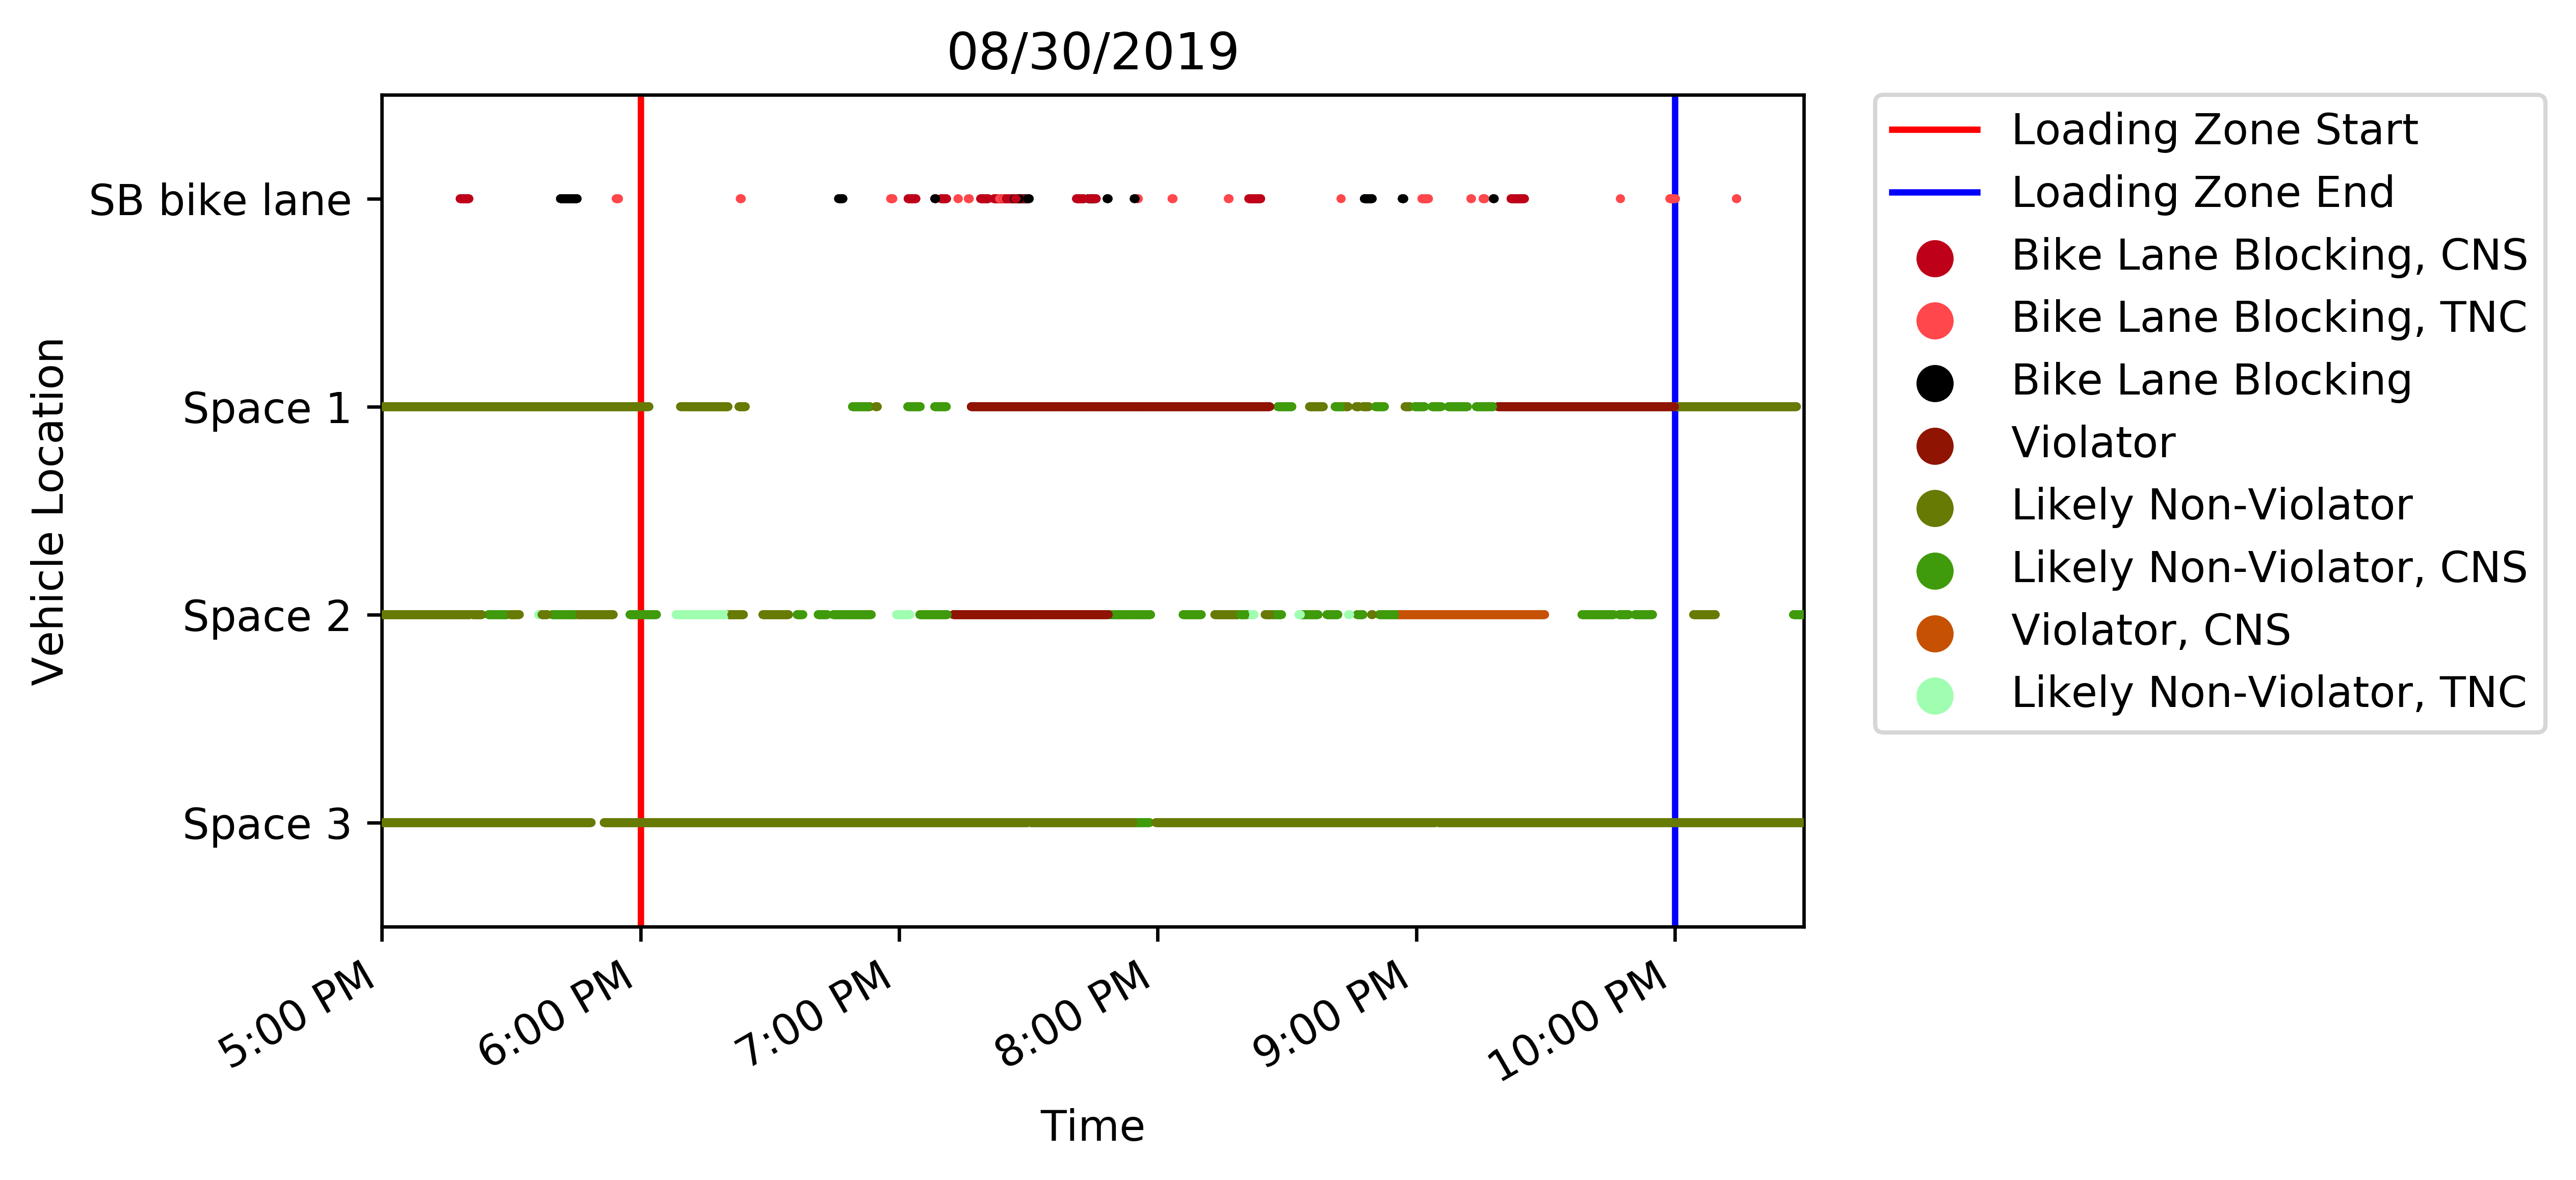 08/30/2019
SB bike lane
Space 1
Space 2
Space 3
Vehicle Location
5:00 PM
6:00 PM
7:00 PM
8:00 PM
9:00 PM
10:00 PM
Time
Loading Zone Start
Loading Zone End
Bike Lane Blocking, CNS
Bike Lane Blocking, TNC
Bike Lane Blocking
Violator
Likely Non-Violator
Likely Non-Violator, CNS
Violator, CNS
Likely Non-Violator, TNC